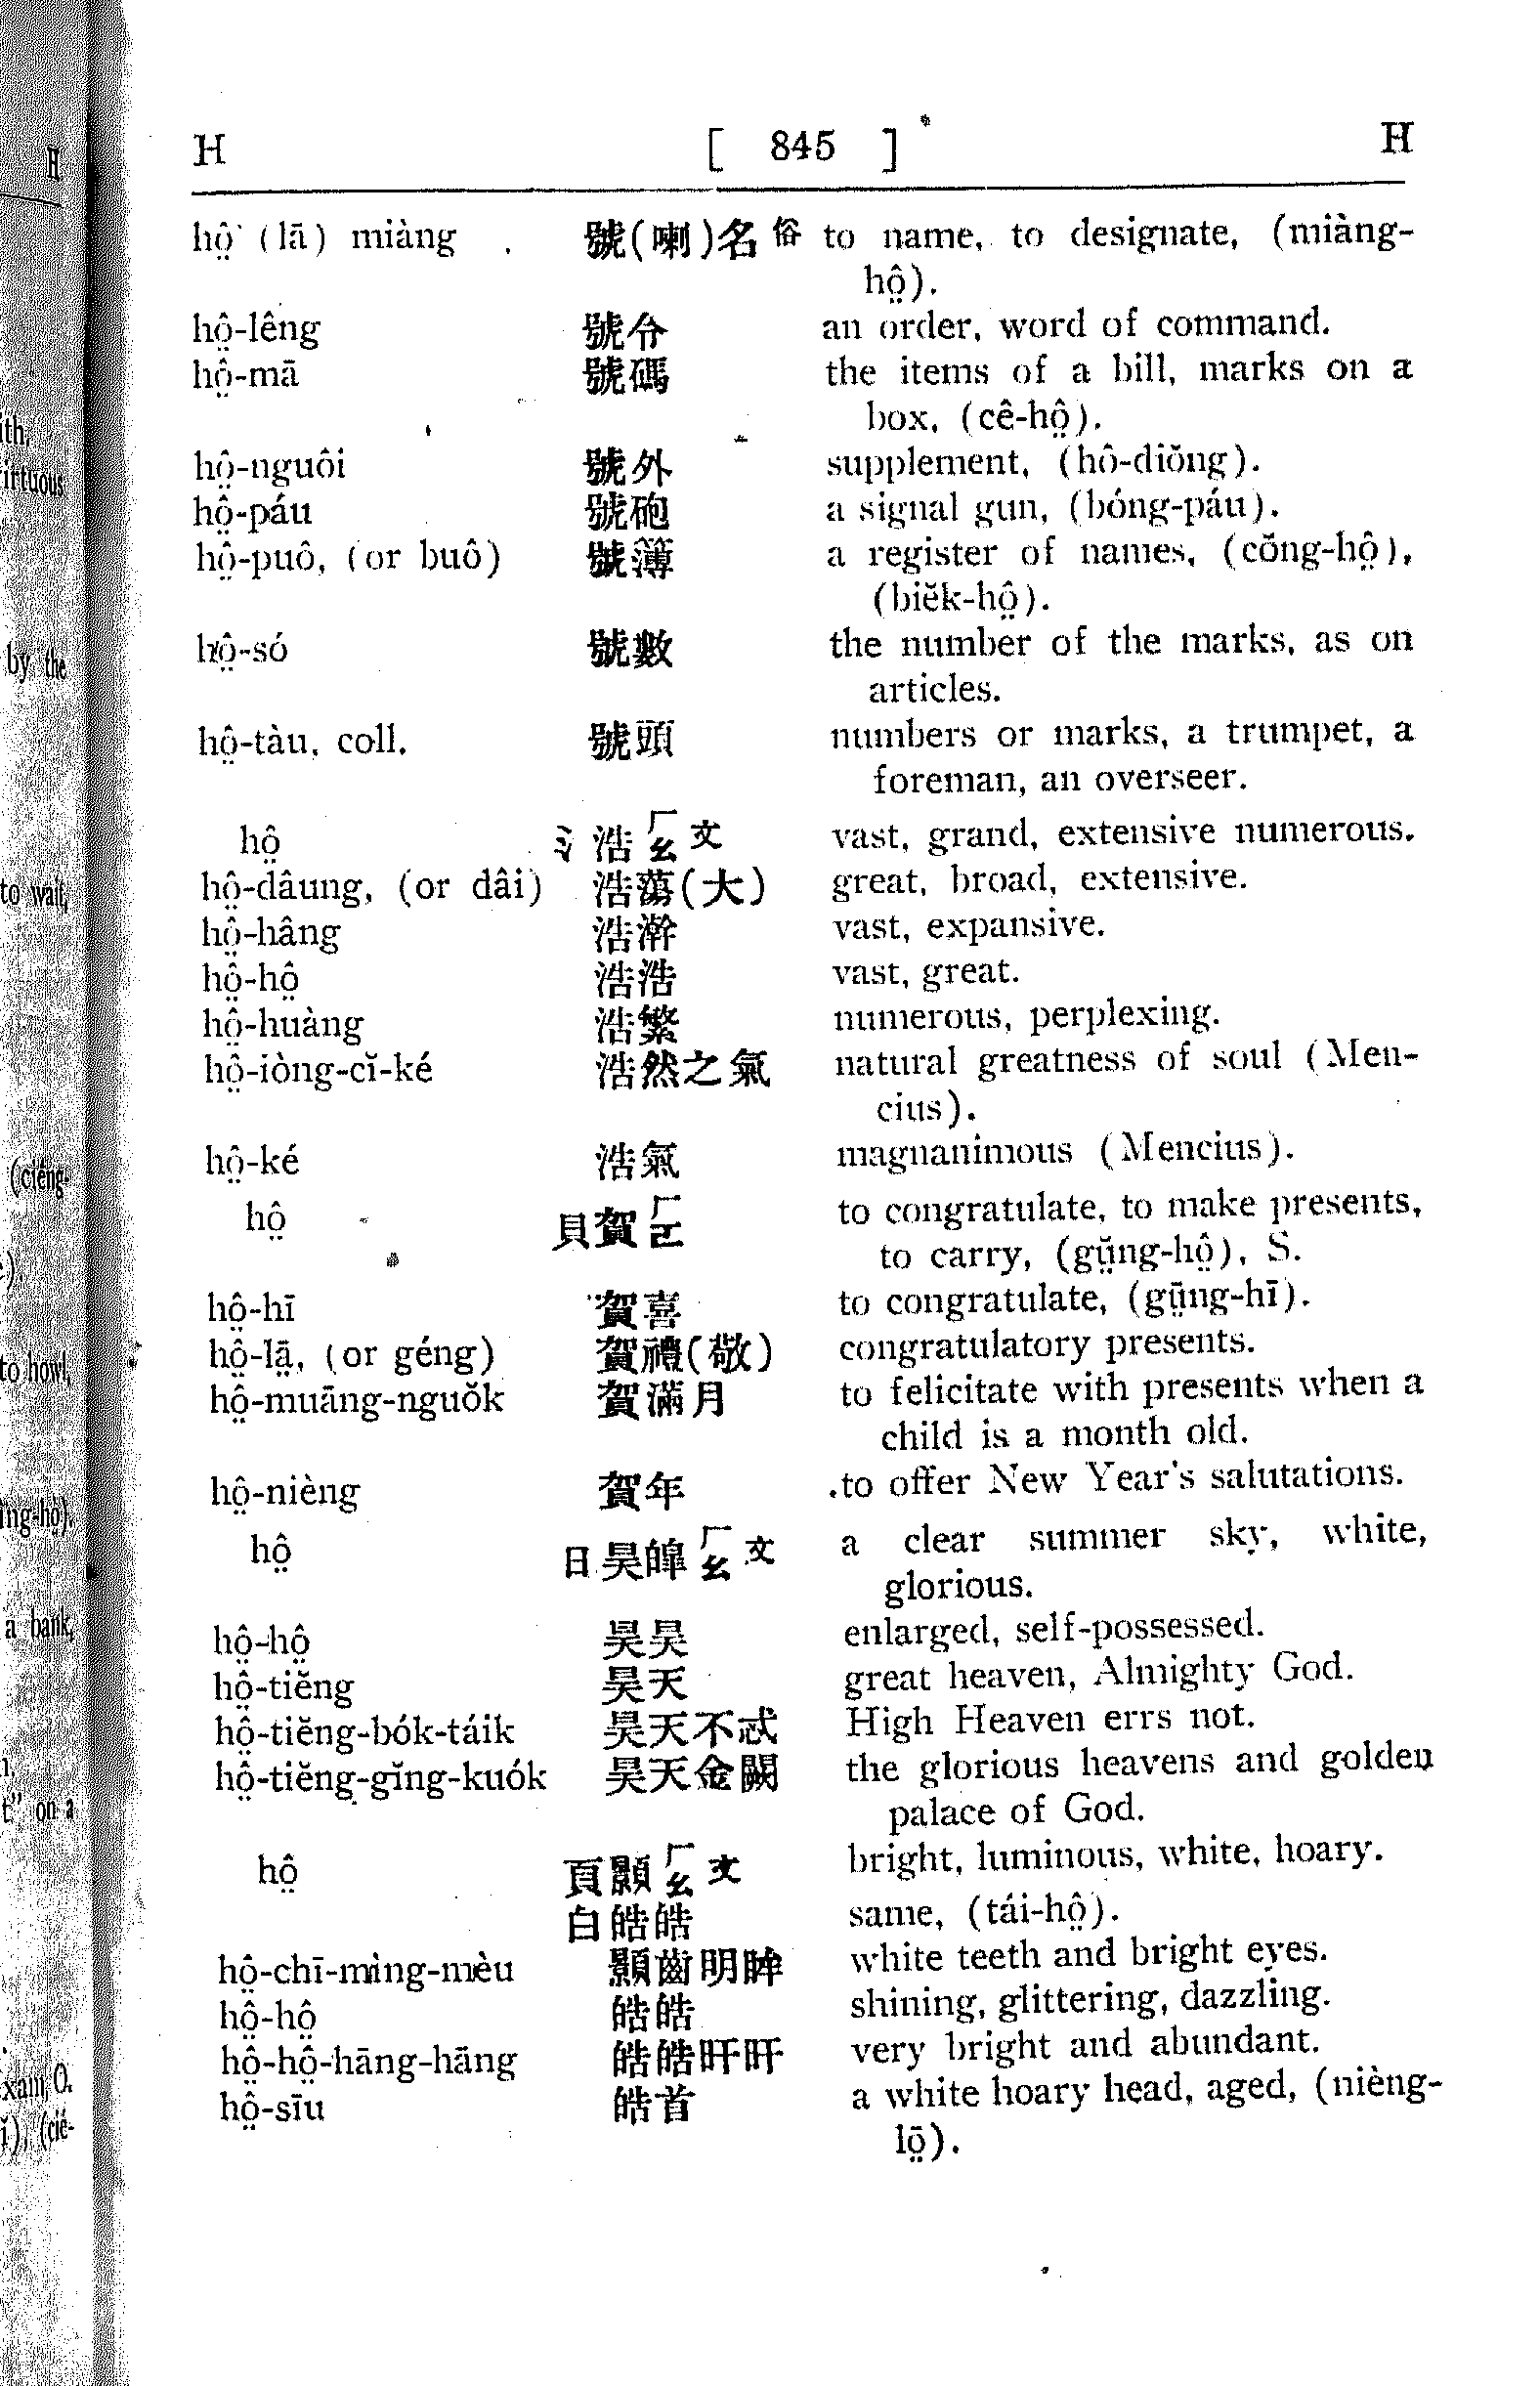 H [ 845 ] H
hô̤ (lā) miàng 號(喇)名 俗 to name, to designate, (miàng-
hô̤).
hô̤-lêng 號令 an order, word of command.
hô̤-mā 號碼 the items of a bill, marks on a
box, (cê-hô̤).
hô̤-nguôi 號外 supplement, (hô-diŏng).
hô̤-páu 號砲 a signal gun, (bóng-páu).
hô̤-puô, (or buô) 號簿 a register of names, (cŏng-hô̤),
(biĕk-hô̤).
hô̤-só 號數 the number of the marks, as on
articles.
hô̤-tàu, coll. 號頭 numbers or marks, a trumpet, a
foreman, an overseer.
hô̤ 氵浩 ㄏㄠ 文 vast, grand, extensive numerous.
hô̤-dâung, (or dâi) 浩蕩(大) great, broad, extensive.
hô̤-hâng 浩澣 vast, expansive.
hô̤-hô̤ 浩浩 vast, great.
hô̤-huàng 浩繁 numerous, perplexing.
hô̤-iòng-cĭ-ké 浩然之氣 natural greatness of soul (Men-
cius).
hô̤-ké 浩氣 magnanimous (Mencius).
hô̤ 貝賀 ㄏㄜ to congratulate, to make presents,
to carry, (gṳ̆ng-hô̤), S.
hô̤-hī 賀喜 to congratulate, (gṳ̄ng-hī).
hô̤-lā̤, (or géng) 賀禮(敬) congratulatory presents.
hô̤-muāng-nguŏk 賀滿月 to felicitate with presents when a
child is a month old.
hô̤-nièng 賀年 to offer New Year's salutations.
hô̤ 日昊皥 ㄏㄠ 文 a clear summer sky, white,
glorious.
hô̤-hô̤ 昊昊 enlarged, self-possessed.
hô̤-tiĕng 昊天 great heaven, Almighty God.
hô̤-tiĕng-bók-táik 昊天不忒 High Heaven errs not.
hô̤-tiĕng-gĭng-kuók 昊天金闕 the glorious heavens and golden
palace of God.
hô̤ 頁顥 ㄏㄠ 文 bright, luminous, white, hoary.
白皓皓 same, (tái-hô̤).
hô̤-chī-mìng-mèu 顥齒明眸 white teeth and bright eyes.
hô̤-hô̤ 皓皓 shining, glittering, dazzling.
hô̤-hô̤-hāng-hāng 皓皓旰旰 very bright and abundant.
hô̤-sīu 皓首 a white hoary head, aged, (nièng-
lō̤).
H
by the
to wait,
(ciéng-
to howl,
a bank,